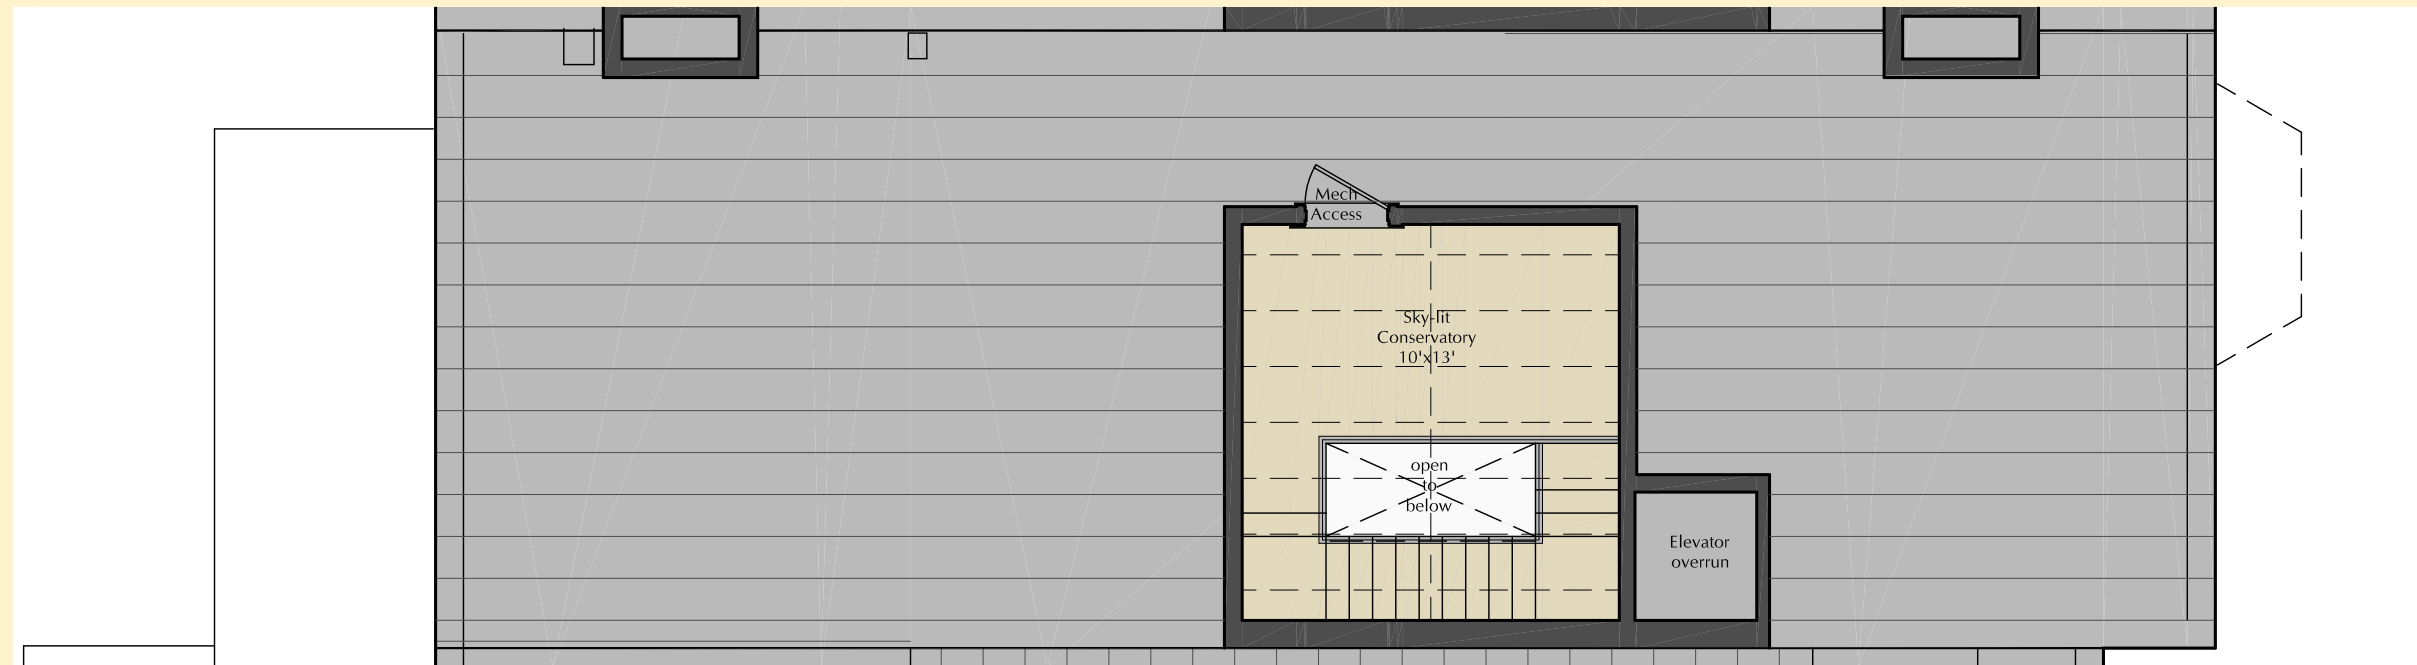 Mech
Access
Sky-lit
Conservatory
10'x13'
open
to
below
Elevator
overrun